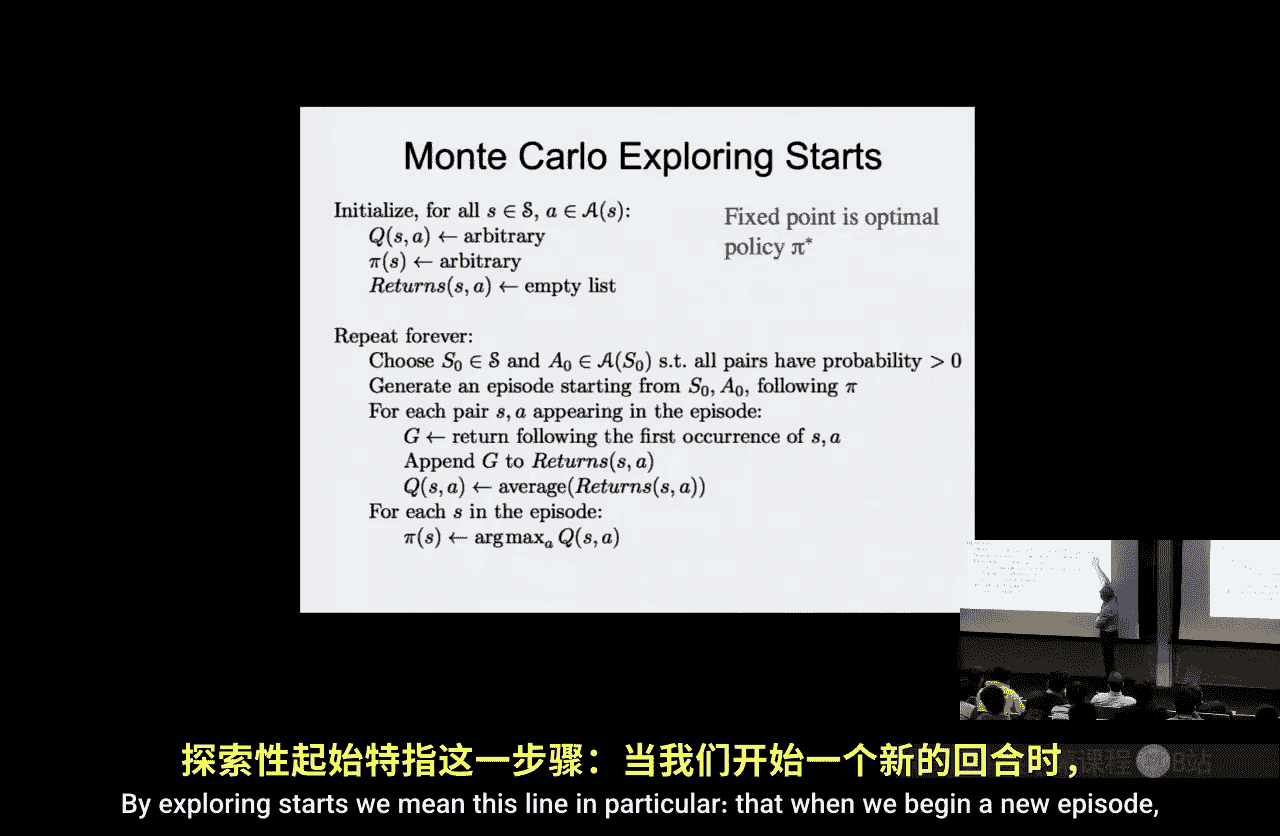 Monte Carlo Exploring Starts
Initialize, for all s ∈ 𝒮, a ∈ 𝒜(s):
Q(s, a) ← arbitrary
π(s) ← arbitrary
Returns(s, a) ← empty list
Fixed point is optimal
policy π*
Repeat forever:
Choose S₀ ∈ 𝒮 and A₀ ∈ 𝒜(S₀) s.t. all pairs have probability > 0
Generate an episode starting from S₀, A₀, following π
For each pair s, a appearing in the episode:
G ← return following the first occurrence of s, a
Append G to Returns(s, a)
Q(s, a) ← average(Returns(s, a))
For each s in the episode:
π(s) ← argmaxₐ Q(s, a)
探索性起始特指这一步骤：当我们开始一个新的回合时，
课程 B站
By exploring starts we mean this line in particular: that when we begin a new episode,